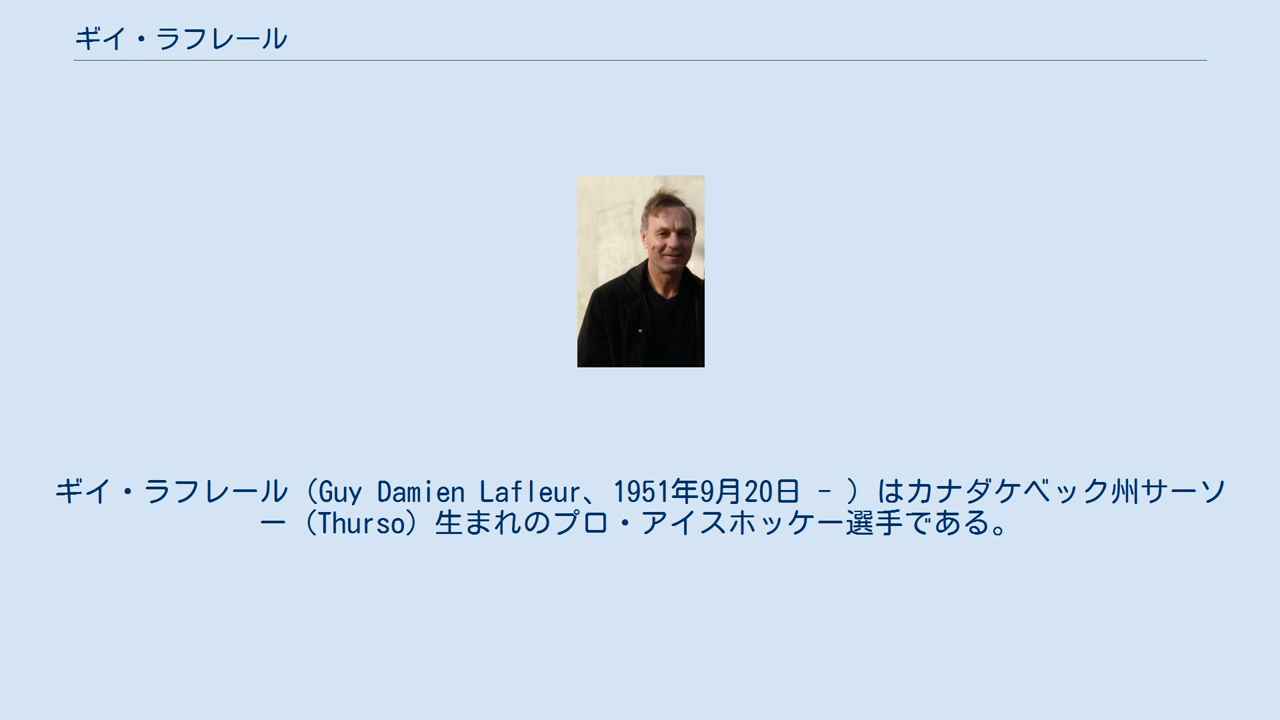 ギイ・ラフレール
ギイ・ラフレール（Guy Damien Lafleur、1951年9月20日 - ）はカナダケベック州サーソ
ー（Thurso）生まれのプロ・アイスホッケー選手である。